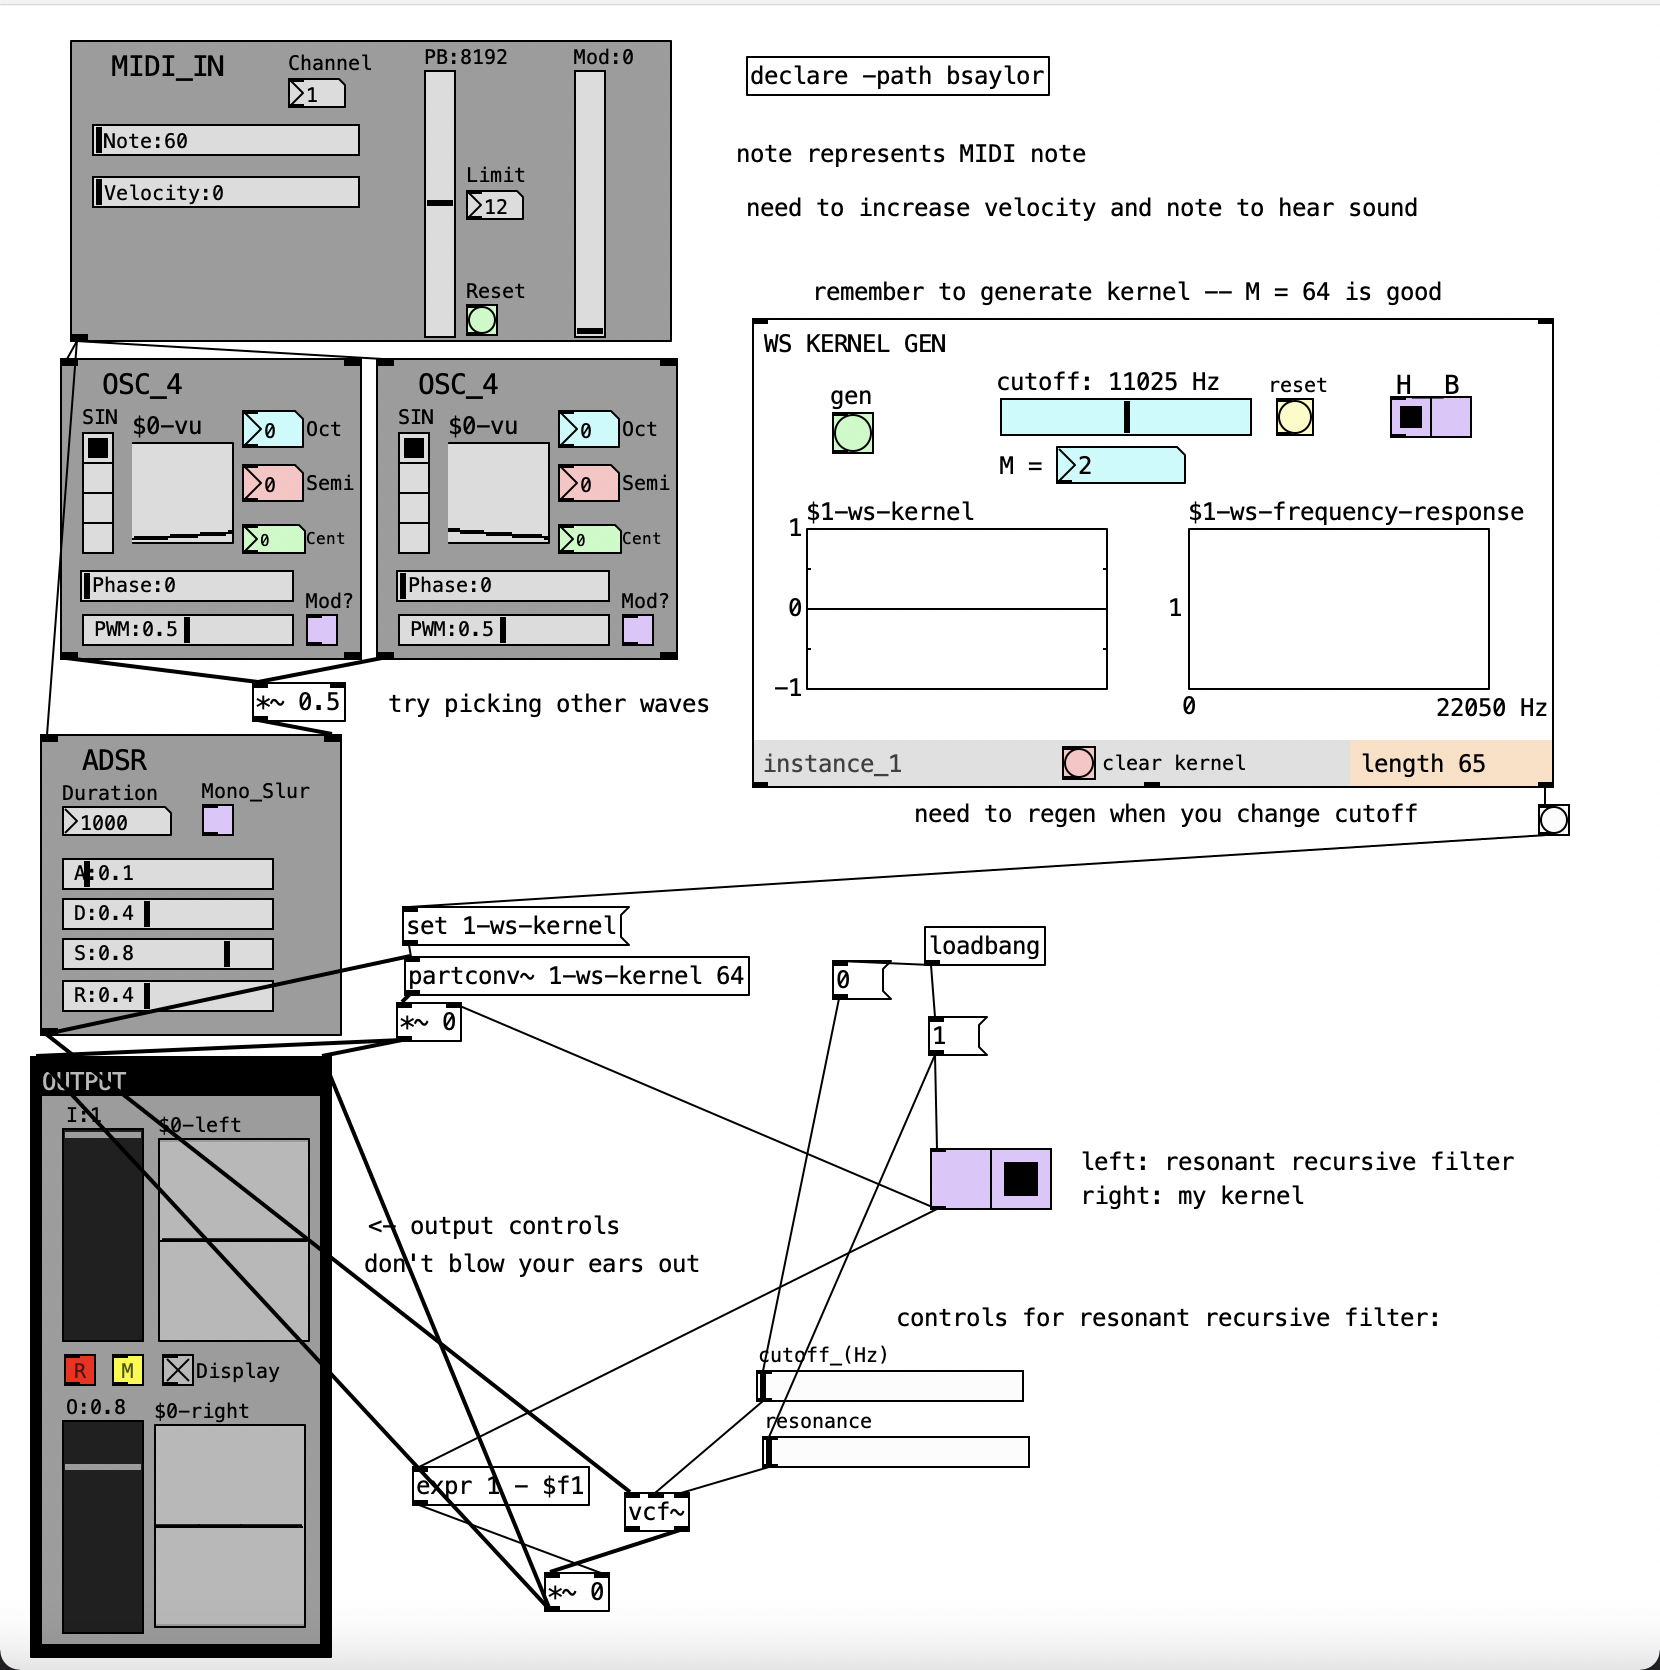 MIDI_IN
Channel
1
Note:60
Velocity:0
PB:8192
Mod:0
Limit
12
Reset
declare -path bsaylor
note represents MIDI note
need to increase velocity and note to hear sound
remember to generate kernel -- M = 64 is good
OSC_4
SIN
$0-vu
0 Oct
0 Semi
0 Cent
Phase:0
Mod?
PWM:0.5
OSC_4
SIN
$0-vu
0 Oct
0 Semi
0 Cent
Phase:0
Mod?
PWM:0.5
WS KERNEL GEN
gen
cutoff: 11025 Hz
reset
H B
M = 2
$1-ws-kernel
1
0
-1
$1-ws-frequency-response
1
0
22050 Hz
instance_1
clear kernel
length 65
*~ 0.5
try picking other waves
need to regen when you change cutoff
ADSR
Duration
1000
Mono_Slur
A:0.1
D:0.4
S:0.8
R:0.4
set 1-ws-kernel
partconv~ 1-ws-kernel 64
*~ 0
loadbang
0
1
left: resonant recursive filter
right: my kernel
OUTPUT
I:1
$0-left
R
M
Display
O:0.8
$0-right
<- output controls
don't blow your ears out
controls for resonant recursive filter:
cutoff_(Hz)
resonance
expr 1 - $f1
vcf~
*~ 0